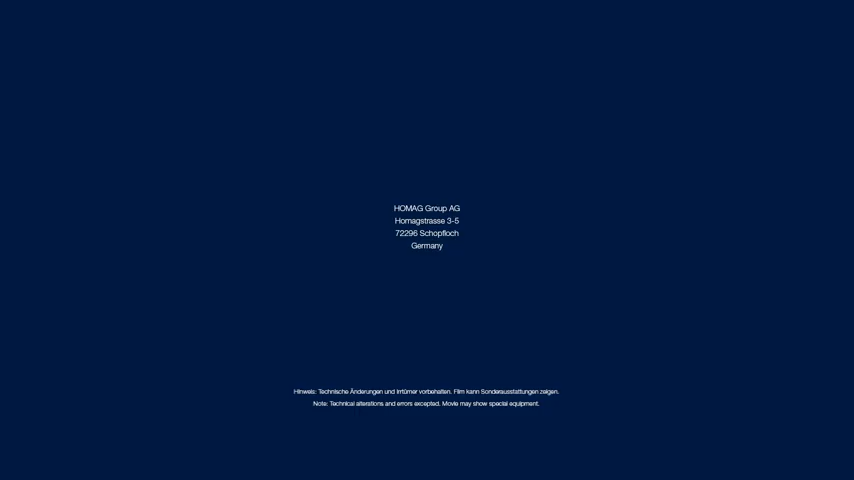 HOMAG Group AG
Homagstrasse 3-5
72296 Schopfloch
Germany
Hinweis: Technische Änderungen und Irrtümer vorbehalten. Film kann Sonderausstattungen zeigen.
Note: Technical alterations and errors excepted. Movie may show special equipment.